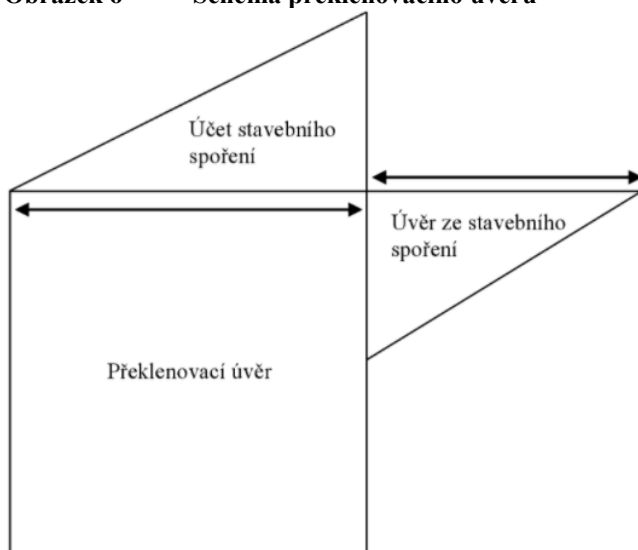 Obrázek 6 Schéma překlenovacího úvěru
Účet stavebního
spoření
Úvěr ze stavebního
spoření
Překlenovací úvěr